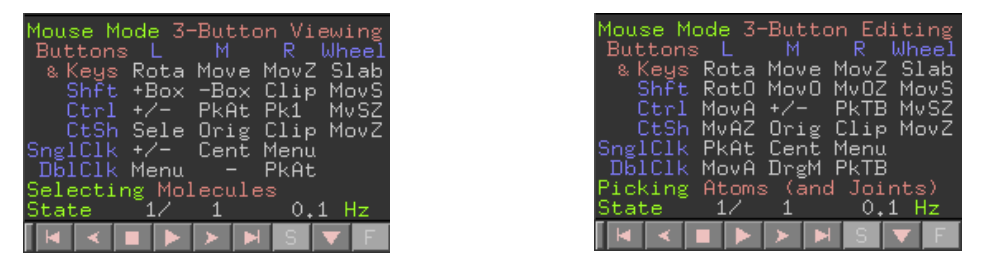 Mouse Mode 3-Button Viewing
Buttons L M R Wheel
& Keys Rota Move MovZ Slab
Shft +Box -Box Clip MovS
Ctrl +/- PkAt Pk1 MvSZ
CtSh Sele Orig Clip MovZ
SnglClk +/- Cent Menu
DblClk Menu - PkAt
Selecting Molecules
State 1/ 1 0.1 Hz
S F
Mouse Mode 3-Button Editing
Buttons L M R Wheel
& Keys Rota Move MovZ Slab
Shft RotO MovO MvOZ MovS
Ctrl MovA +/- PkTB MvSZ
CtSh MvAZ Orig Clip MovZ
SnglClk PkAt Cent Menu
DblClk MovA DrgM PkTB
Picking Atoms (and Joints)
State 1/ 1 0.1 Hz
S F